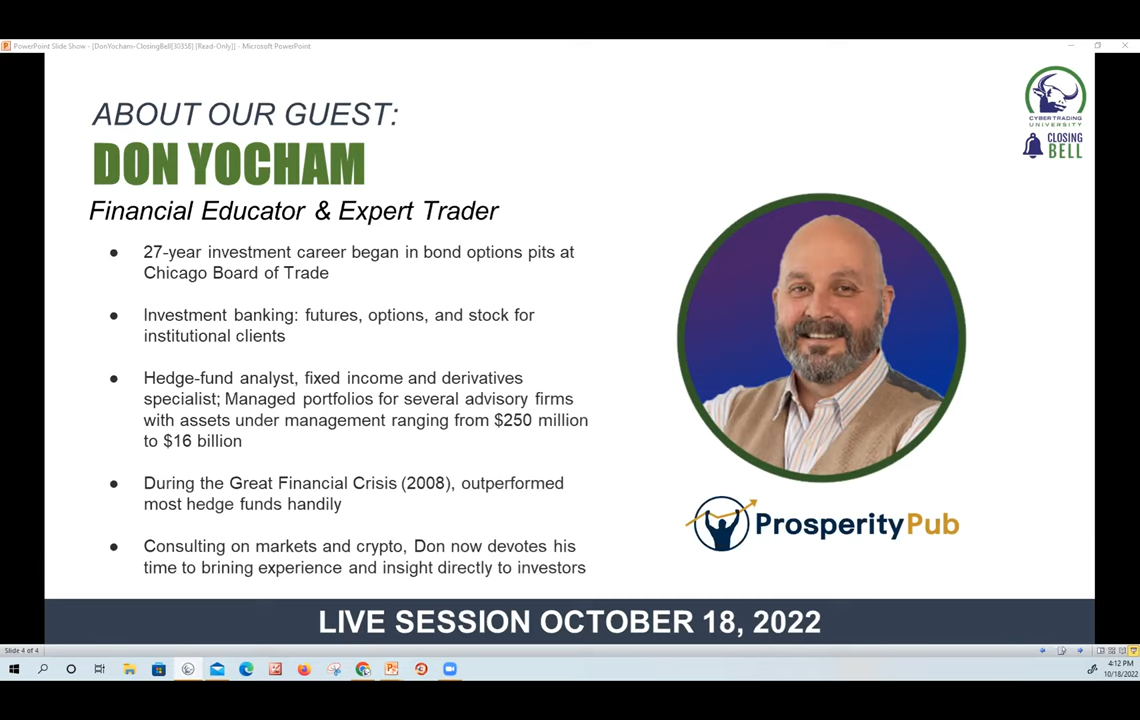 PowerPoint Slide Show - [DonYocham-ClosingBell[30358] [Read-Only]] - Microsoft PowerPoint
ABOUT OUR GUEST:
DON YOCHAM
Financial Educator & Expert Trader
● 27-year investment career began in bond options pits at
Chicago Board of Trade
● Investment banking: futures, options, and stock for
institutional clients
● Hedge-fund analyst, fixed income and derivatives
specialist; Managed portfolios for several advisory firms
with assets under management ranging from $250 million
to $16 billion
● During the Great Financial Crisis (2008), outperformed
most hedge funds handily
● Consulting on markets and crypto, Don now devotes his
time to brining experience and insight directly to investors
CYBERTRADING
UNIVERSITY
CLOSING
BELL
ProsperityPub
LIVE SESSION OCTOBER 18, 2022
Slide 4 of 4
4:12 PM
10/18/2022